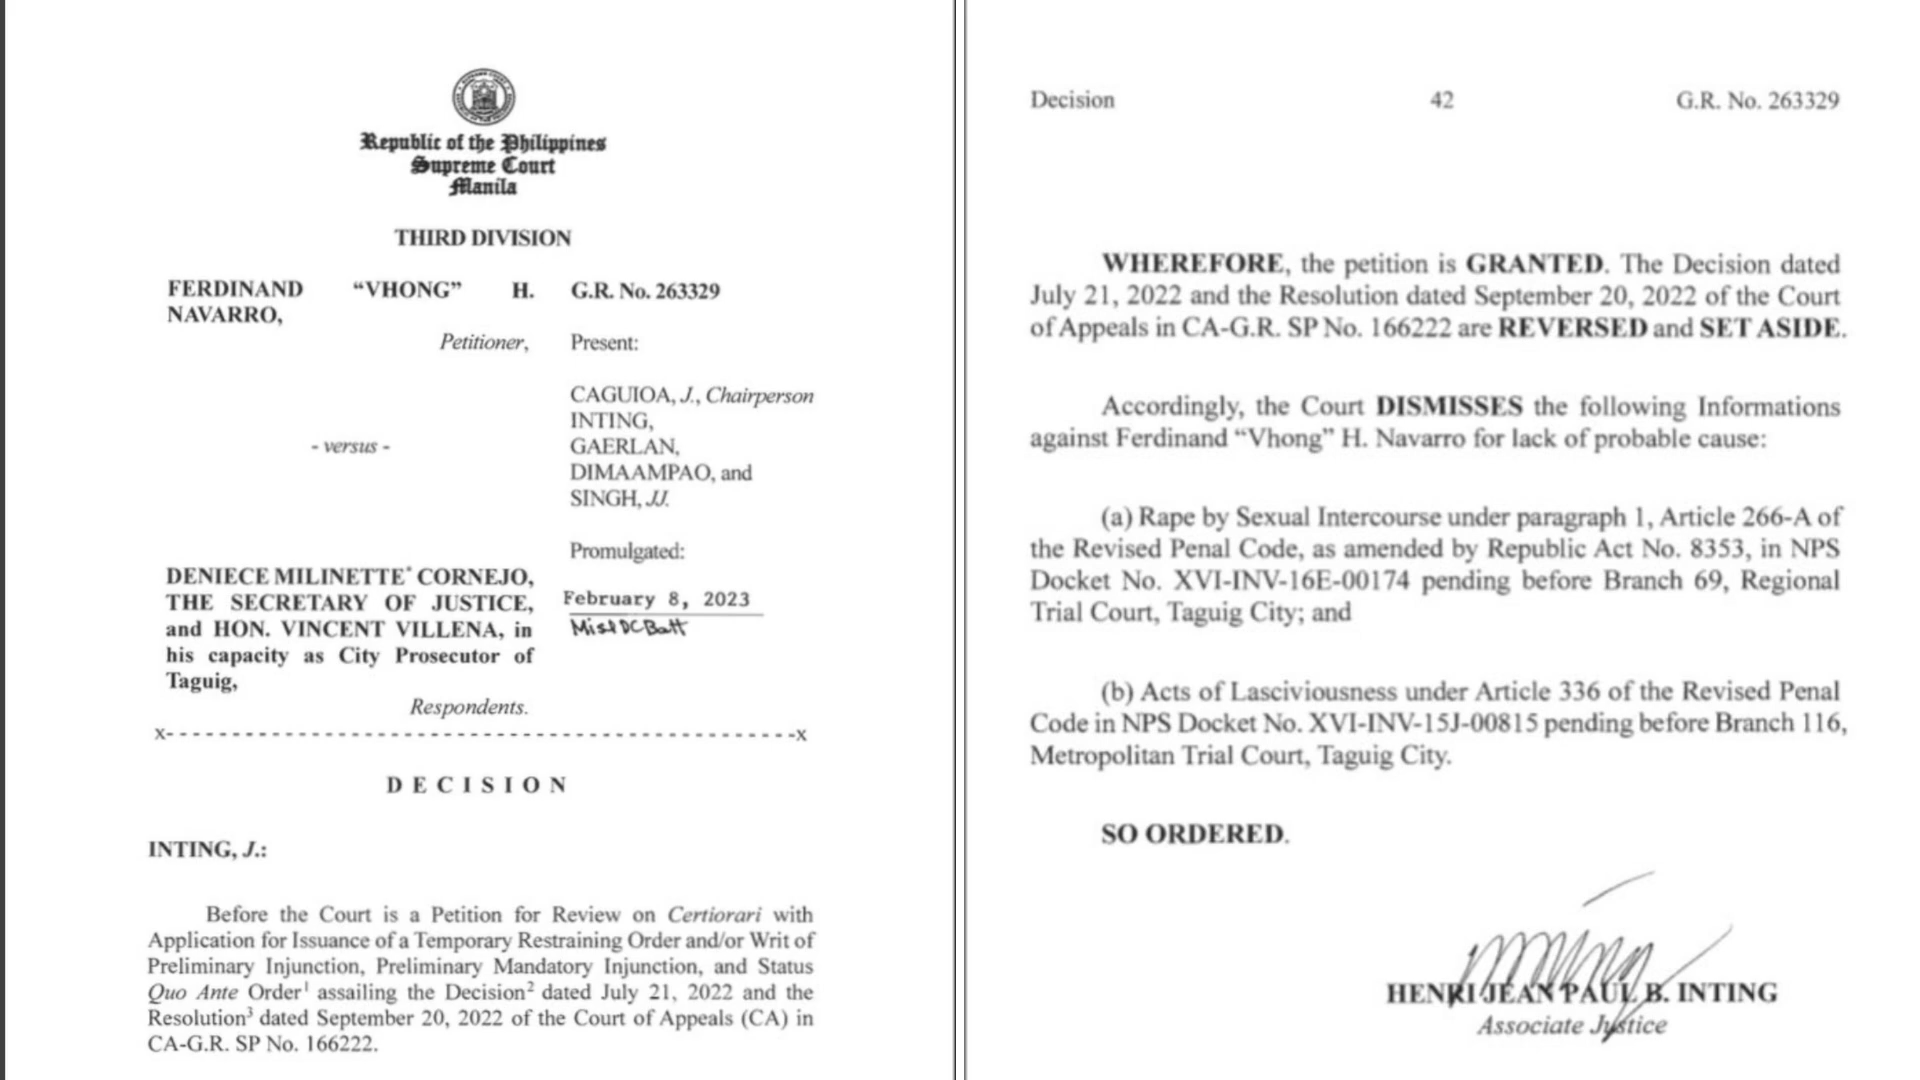 Republic of the Philippines
Supreme Court
Manila
THIRD DIVISION
FERDINAND “VHONG” H.
NAVARRO,
Petitioner,
- versus -
DENIECE MILINETTE* CORNEJO,
THE SECRETARY OF JUSTICE,
and HON. VINCENT VILLENA, in
his capacity as City Prosecutor of
Taguig,
Respondents.
G.R. No. 263329
Present:
CAGUIOA, J., Chairperson
INTING,
GAERLAN,
DIMAAMPAO, and
SINGH, JJ.
Promulgated:
February 8, 2023
x- - - - - - - - - - - - - - - - - - - - - - - - - - - - - - - - - - - - - - - - - - - - - - - - - -x
D E C I S I O N
INTING, J.:
Before the Court is a Petition for Review on Certiorari with
Application for Issuance of a Temporary Restraining Order and/or Writ of
Preliminary Injunction, Preliminary Mandatory Injunction, and Status
Quo Ante Order¹ assailing the Decision² dated July 21, 2022 and the
Resolution³ dated September 20, 2022 of the Court of Appeals (CA) in
CA-G.R. SP No. 166222.
Decision 42 G.R. No. 263329
WHEREFORE, the petition is GRANTED. The Decision dated
July 21, 2022 and the Resolution dated September 20, 2022 of the Court
of Appeals in CA-G.R. SP No. 166222 are REVERSED and SET ASIDE.
Accordingly, the Court DISMISSES the following Informations
against Ferdinand “Vhong” H. Navarro for lack of probable cause:
(a) Rape by Sexual Intercourse under paragraph 1, Article 266-A of
the Revised Penal Code, as amended by Republic Act No. 8353, in NPS
Docket No. XVI-INV-16E-00174 pending before Branch 69, Regional
Trial Court, Taguig City; and
(b) Acts of Lasciviousness under Article 336 of the Revised Penal
Code in NPS Docket No. XVI-INV-15J-00815 pending before Branch 116,
Metropolitan Trial Court, Taguig City.
SO ORDERED.
HENRI JEAN PAUL B. INTING
Associate Justice